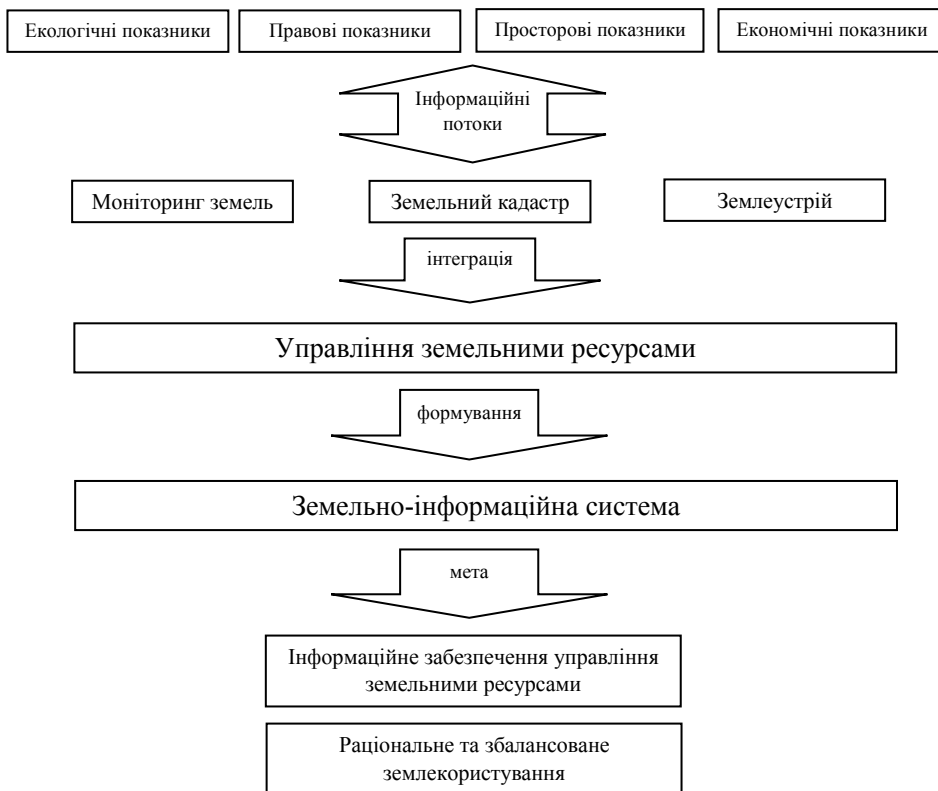 Екологічні показники
Правові показники
Просторові показники
Економічні показники
Інформаційні
потоки
Моніторинг земель
Земельний кадастр
Землеустрій
інтеграція
Управління земельними ресурсами
формування
Земельно-інформаційна система
мета
Інформаційне забезпечення управління
земельними ресурсами
Раціональне та збалансоване
землекористування